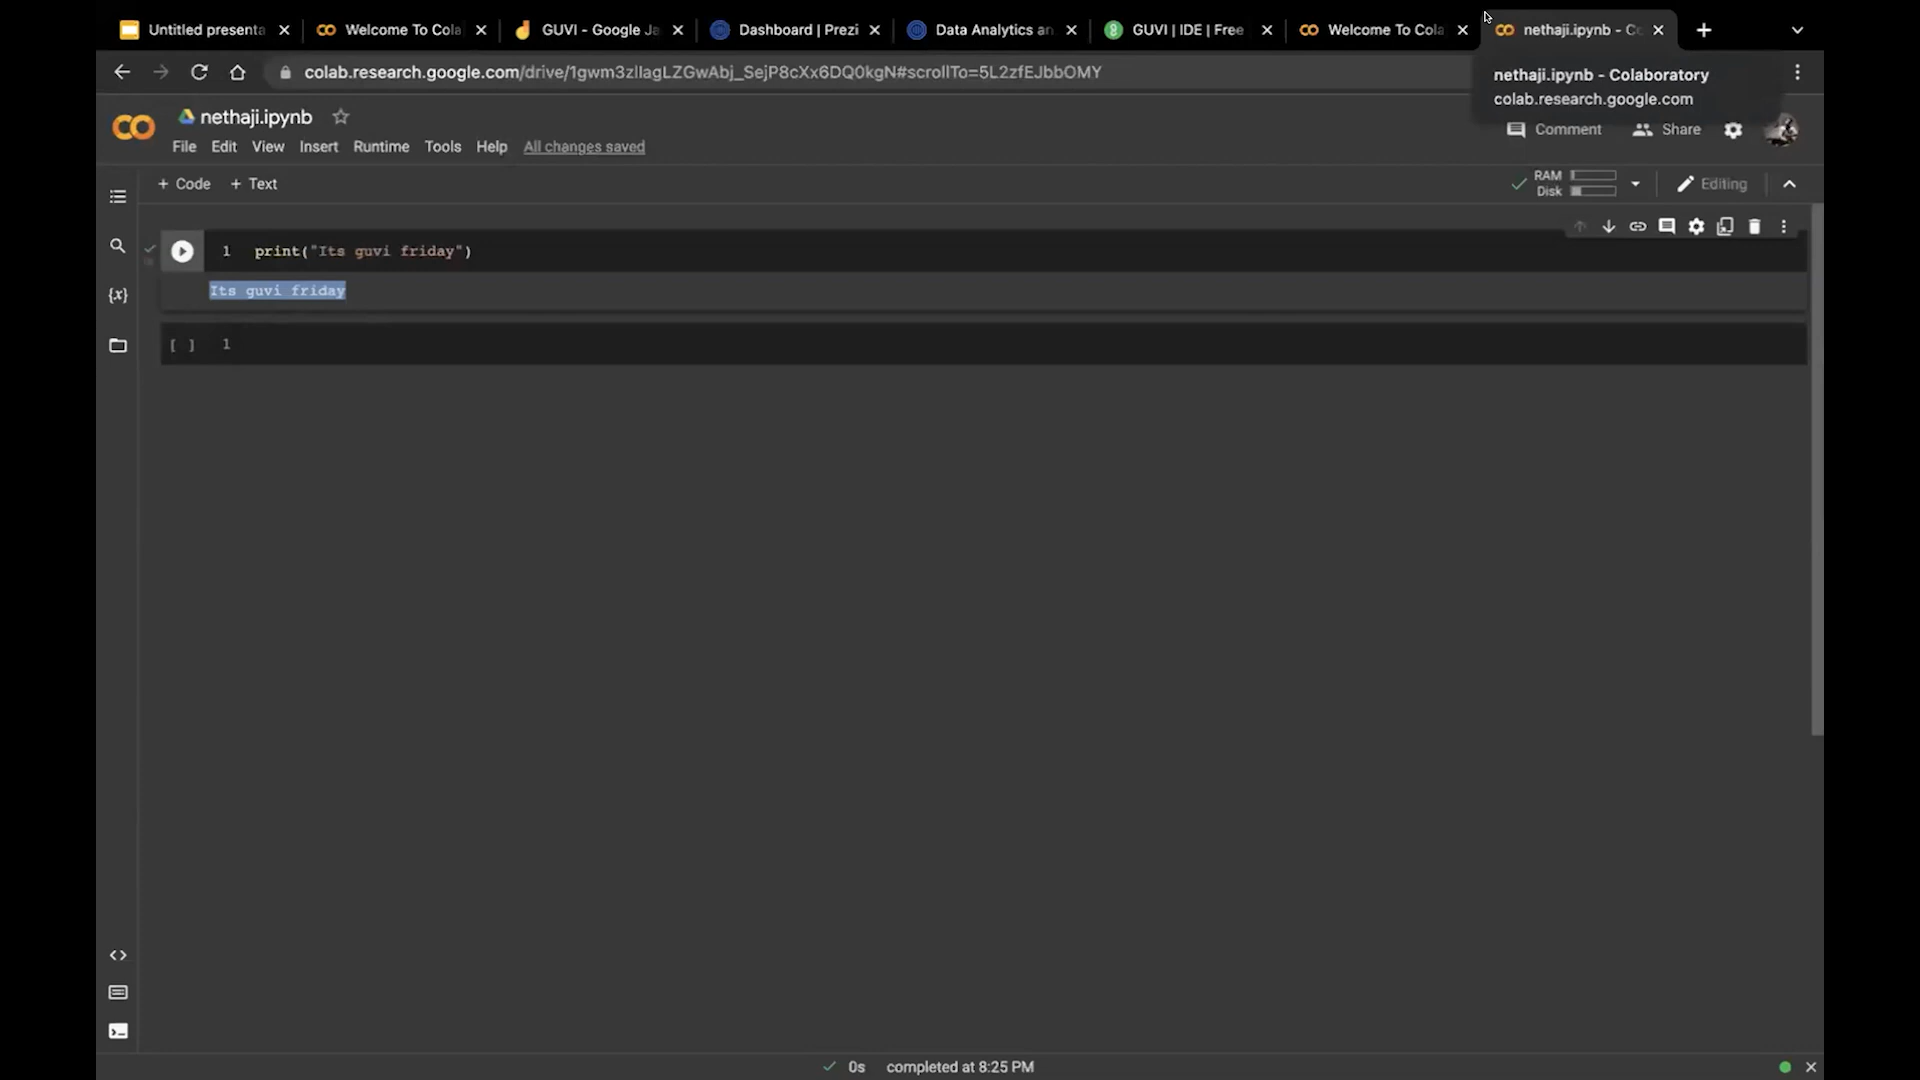 Untitled presenta
Welcome To Cola
GUVI - Google Ja
Dashboard | Prezi
Data Analytics an
GUVI | IDE | Free
Welcome To Cola
nethaji.ipynb - Co
colab.research.google.com/drive/1gwm3zlIagLZGwAbj_SejP8cXx6DQ0kgN#scrollTo=5L2zfEJbbOMY
nethaji.ipynb - Colaboratory
colab.research.google.com
nethaji.ipynb
Comment
Share
File Edit View Insert Runtime Tools Help All changes saved
+ Code + Text
RAM
Disk
Editing
1 print("Its guvi friday")
Its guvi friday
{x}
[ ] 1
0s completed at 8:25 PM